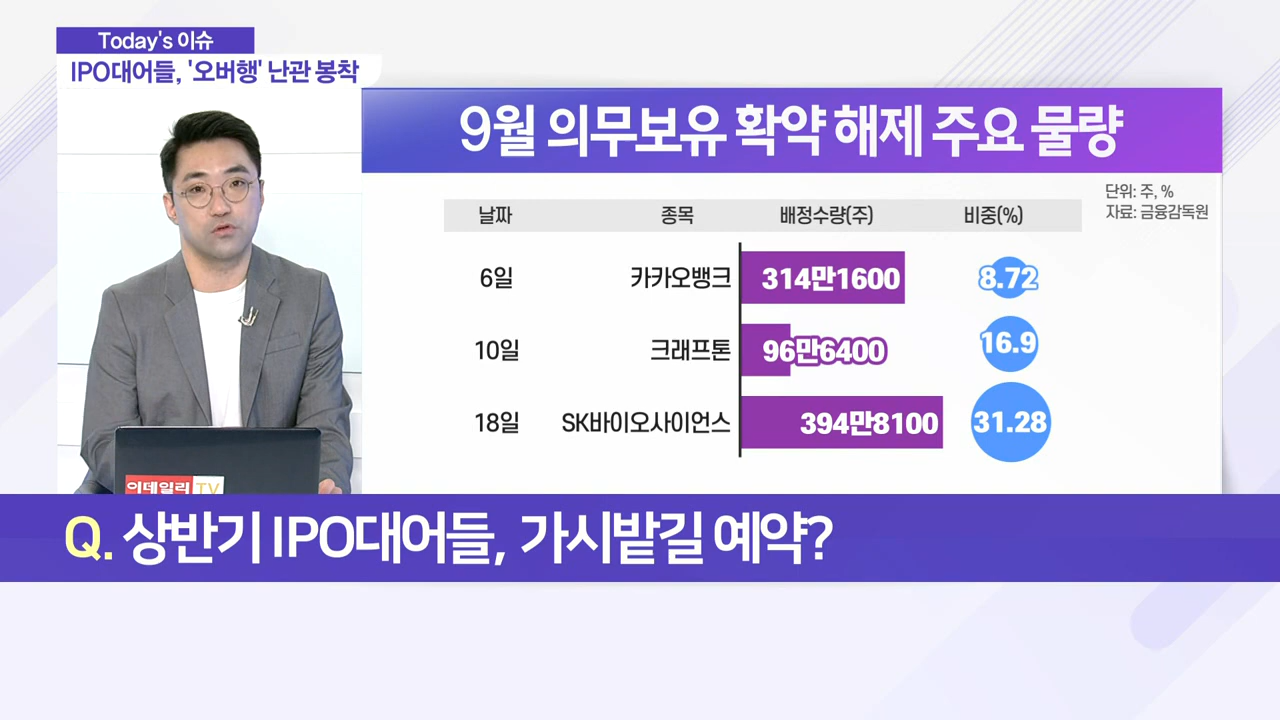 Today's 이슈
IPO대어들, '오버행' 난관 봉착
9월 의무보유 확약 해제 주요 물량
단위: 주, %
자료: 금융감독원
날짜 종목 배정수량(주) 비중(%)
6일 카카오뱅크 314만1600 8.72
10일 크래프톤 96만6400 16.9
18일 SK바이오사이언스 394만8100 31.28
이데일리TV
Q. 상반기 IPO대어들, 가시밭길 예약?